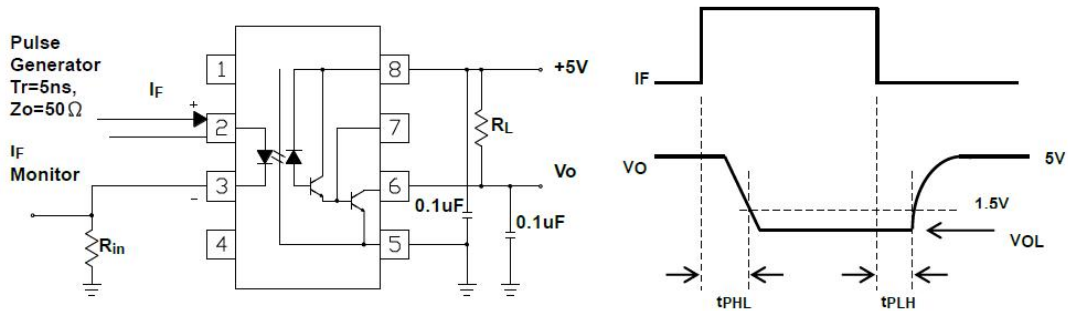 Pulse
Generator
Tr=5ns,
Zo=50Ω
IF
+
IF
Monitor
-
Rin
1
2
3
4
8
7
6
5
+5V
RL
Vo
0.1uF
0.1uF
IF
VO
5V
1.5V
VOL
tPHL
tPLH